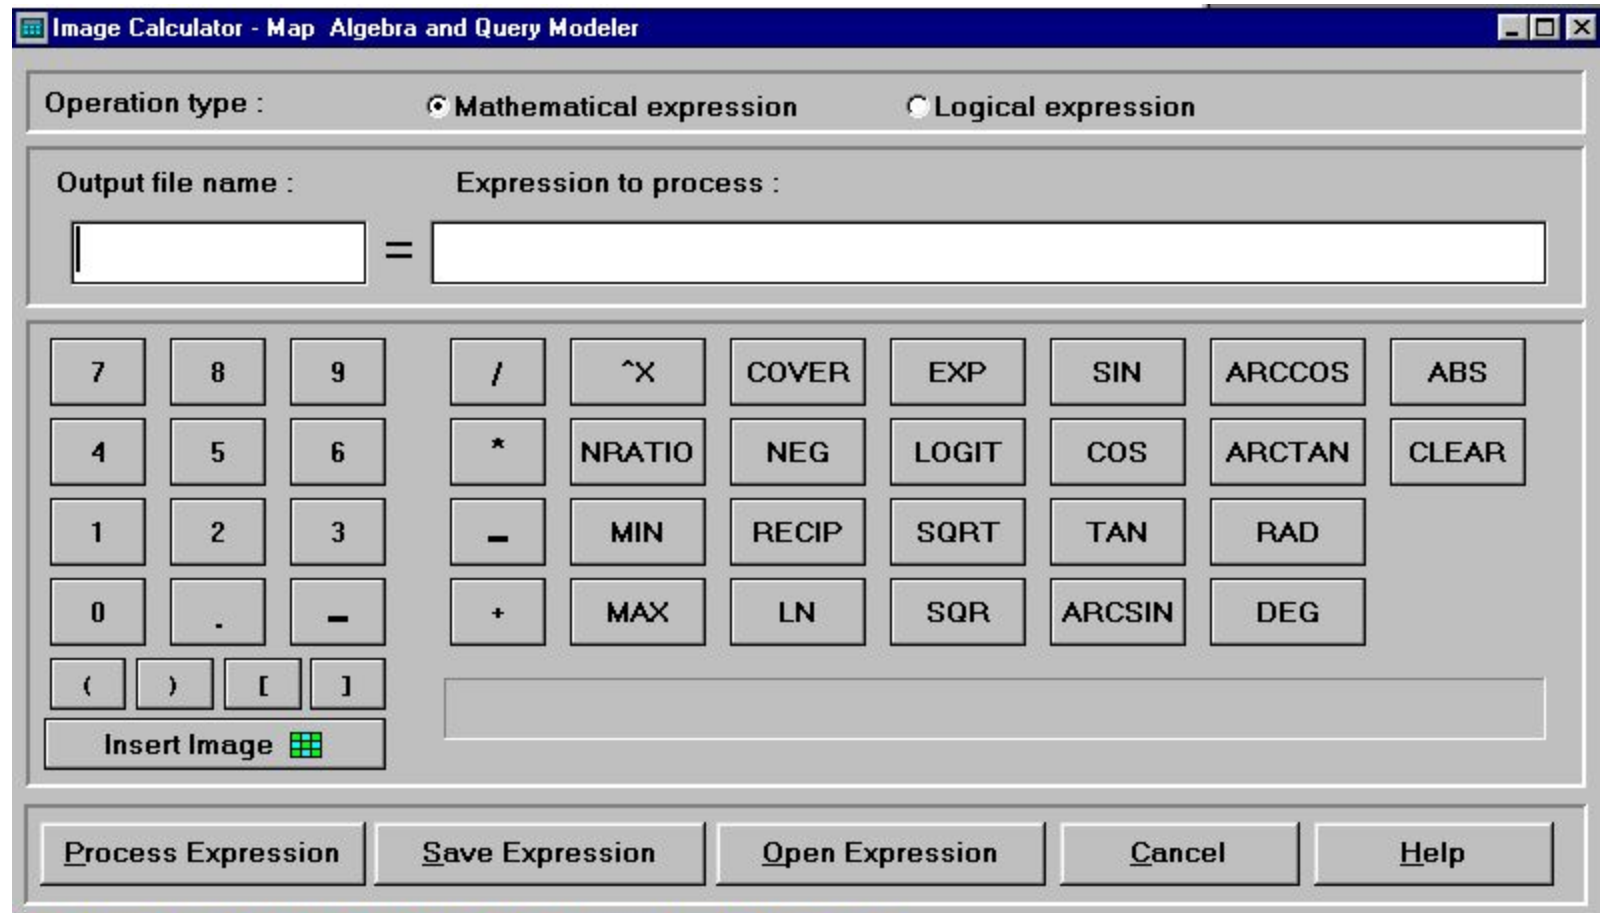 Image Calculator - Map Algebra and Query Modeler
Operation type : Mathematical expression Logical expression
Output file name : Expression to process :
=
7 8 9 / ^X COVER EXP SIN ARCCOS ABS
4 5 6 * NRATIO NEG LOGIT COS ARCTAN CLEAR
1 2 3 - MIN RECIP SQRT TAN RAD
0 . - + MAX LN SQR ARCSIN DEG
( ) [ ]
Insert Image
Process Expression Save Expression Open Expression Cancel Help